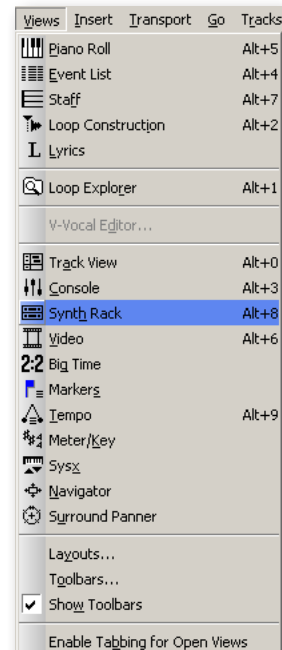 Views Insert Transport Go Tracks
Piano Roll Alt+5
Event List Alt+4
Staff Alt+7
Loop Construction Alt+2
L Lyrics
Loop Explorer Alt+1
V-Vocal Editor...
Track View Alt+0
Console Alt+3
Synth Rack Alt+8
Video Alt+6
2:2 Big Time
Markers
Tempo Alt+9
Meter/Key
Sysx
Navigator
Surround Panner
Layouts...
Toolbars...
Show Toolbars
Enable Tabbing for Open Views